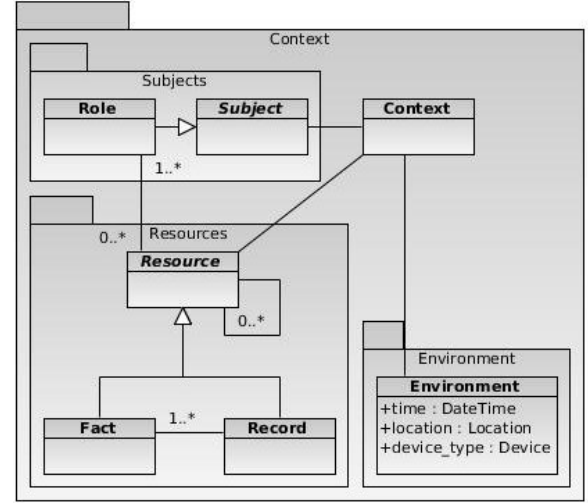 Context
Subjects
Role
Subject
Context
1..*
0..*
Resources
Resource
0..*
Environment
Environment
+time : DateTime
+location : Location
+device_type : Device
Fact
1..*
Record